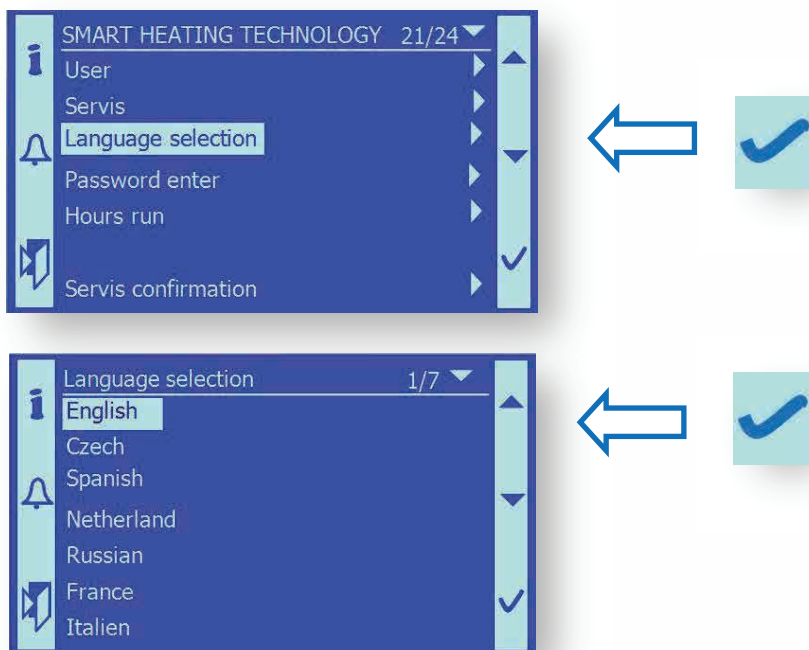 SMART HEATING TECHNOLOGY 21/24
User
Servis
Language selection
Password enter
Hours run
Servis confirmation
Language selection 1/7
English
Czech
Spanish
Netherland
Russian
France
Italien